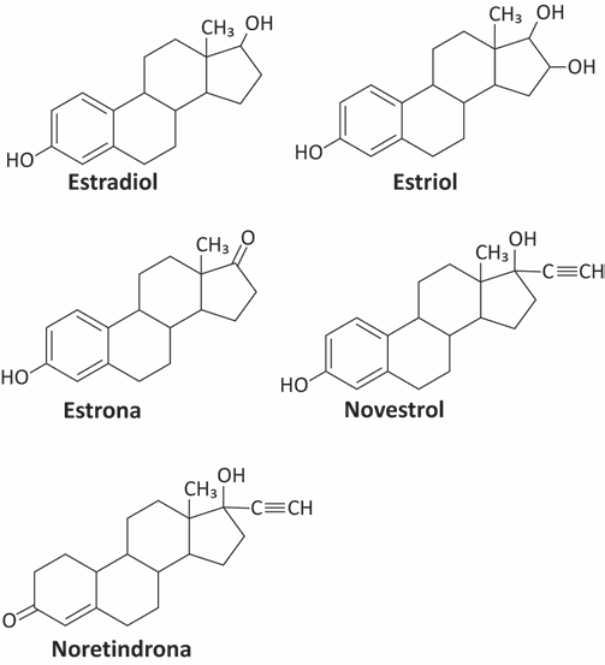 CH₃ OH
HO
Estradiol
CH₃ OH
OH
HO
Estriol
CH₃ O
HO
Estrona
OH
CH₃ C≡CH
HO
Novestrol
OH
CH₃ C≡CH
O
Noretindrona